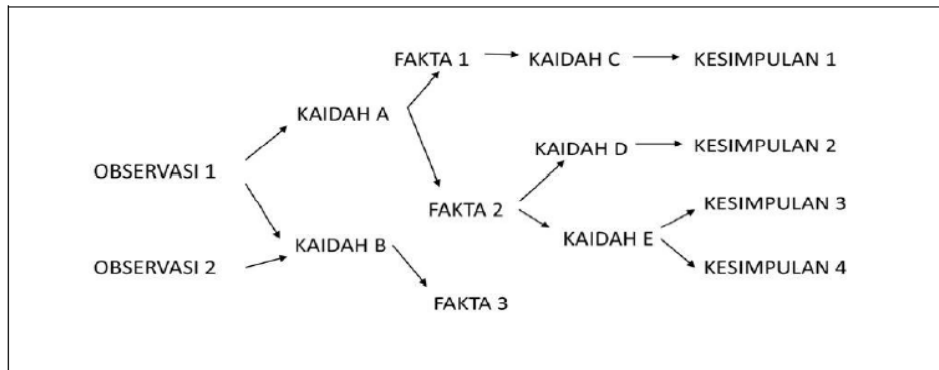 FAKTA 1
KAIDAH C
KESIMPULAN 1
KAIDAH A
KAIDAH D
KESIMPULAN 2
OBSERVASI 1
FAKTA 2
KESIMPULAN 3
KAIDAH B
KAIDAH E
OBSERVASI 2
KESIMPULAN 4
FAKTA 3